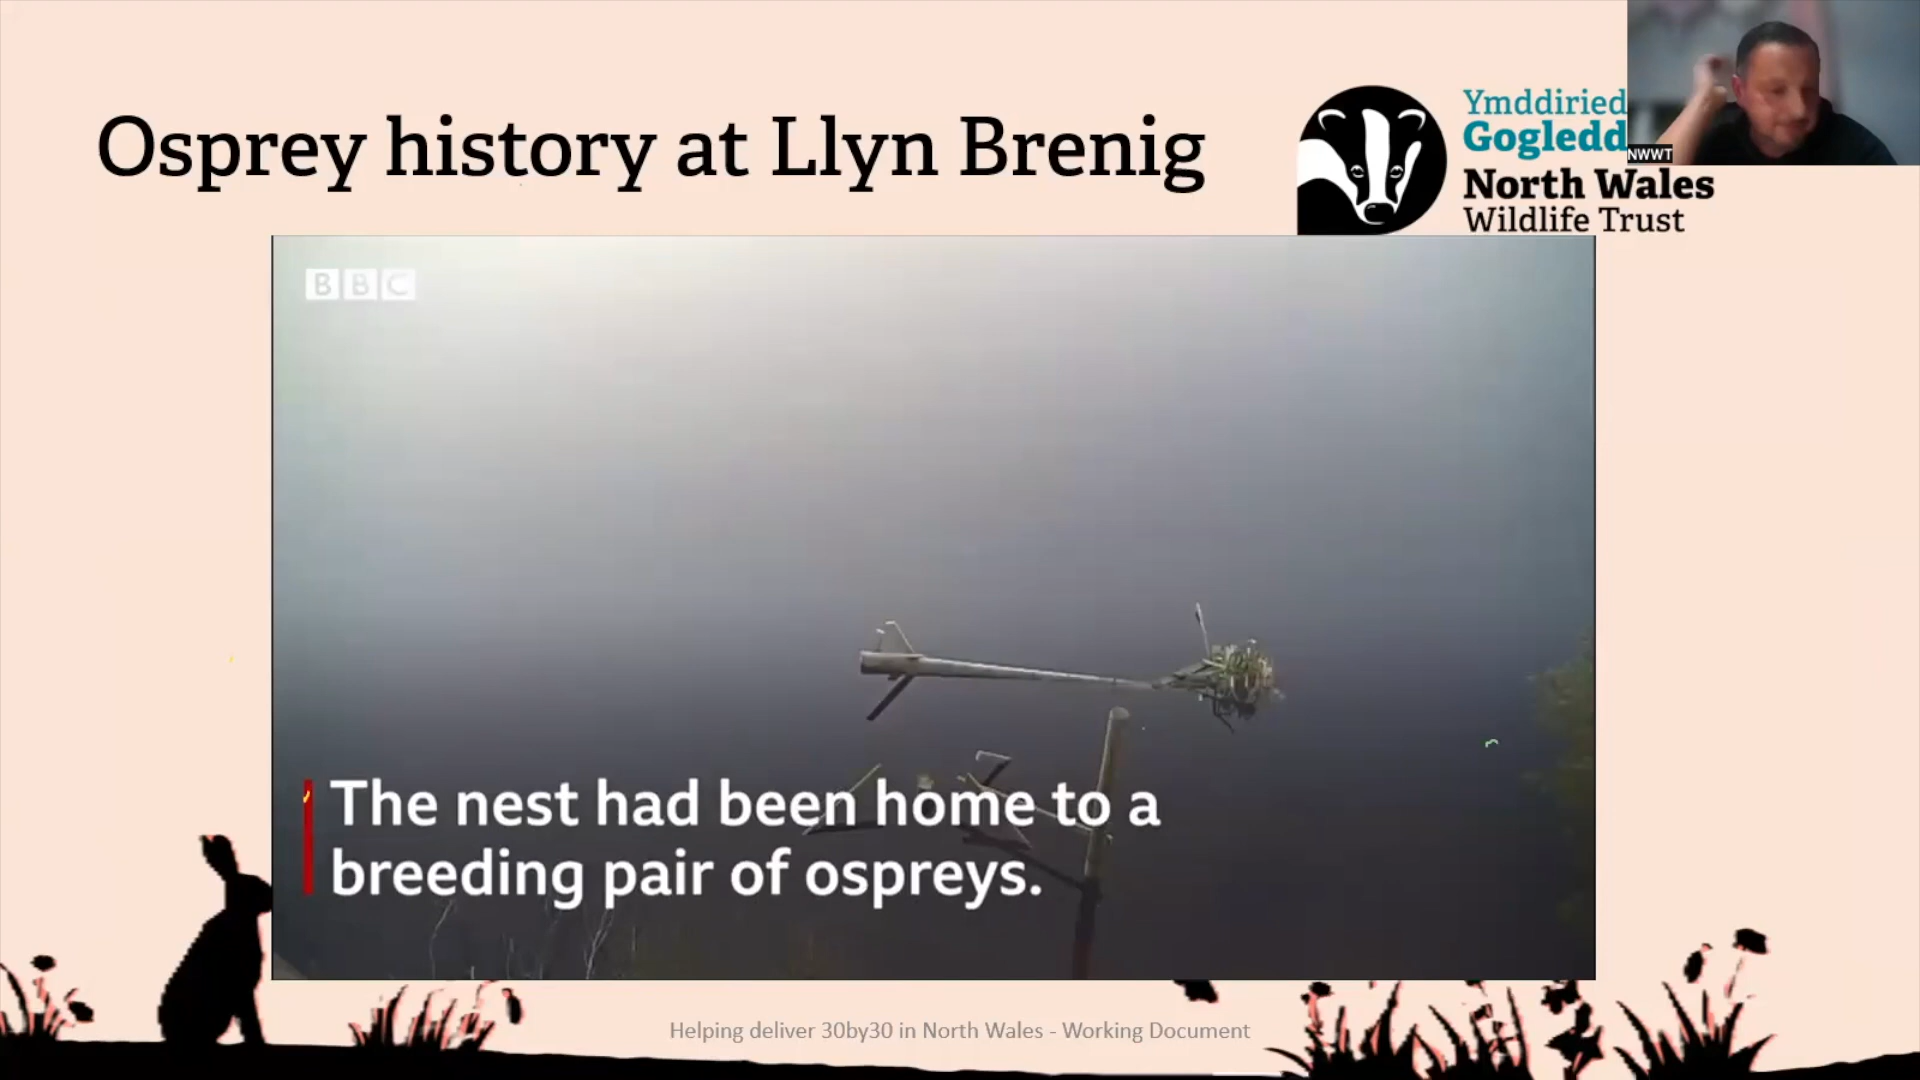 Osprey history at Llyn Brenig
Ymddiried
Gogledd
North Wales
Wildlife Trust
NWWT
BBC
The nest had been home to a
breeding pair of ospreys.
Helping deliver 30by30 in North Wales - Working Document